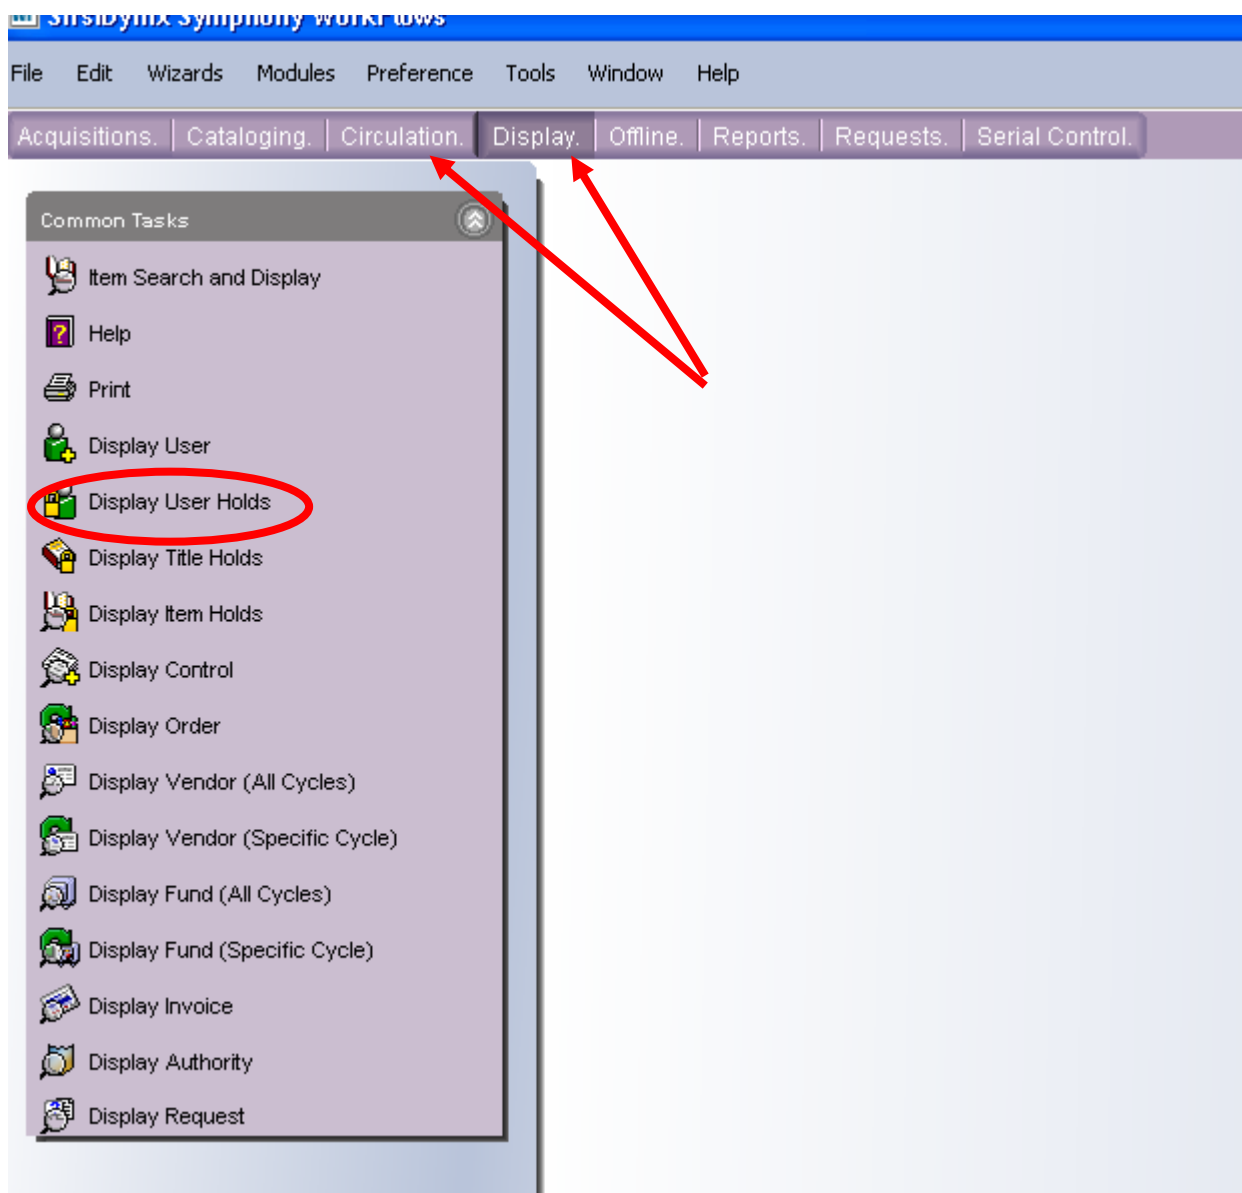 SirsiDynix Symphony WorkFlows
File Edit Wizards Modules Preference Tools Window Help
Acquisitions. Cataloging. Circulation. Display. Offline. Reports. Requests. Serial Control.
Common Tasks
Item Search and Display
Help
Print
Display User
Display User Holds
Display Title Holds
Display Item Holds
Display Control
Display Order
Display Vendor (All Cycles)
Display Vendor (Specific Cycle)
Display Fund (All Cycles)
Display Fund (Specific Cycle)
Display Invoice
Display Authority
Display Request